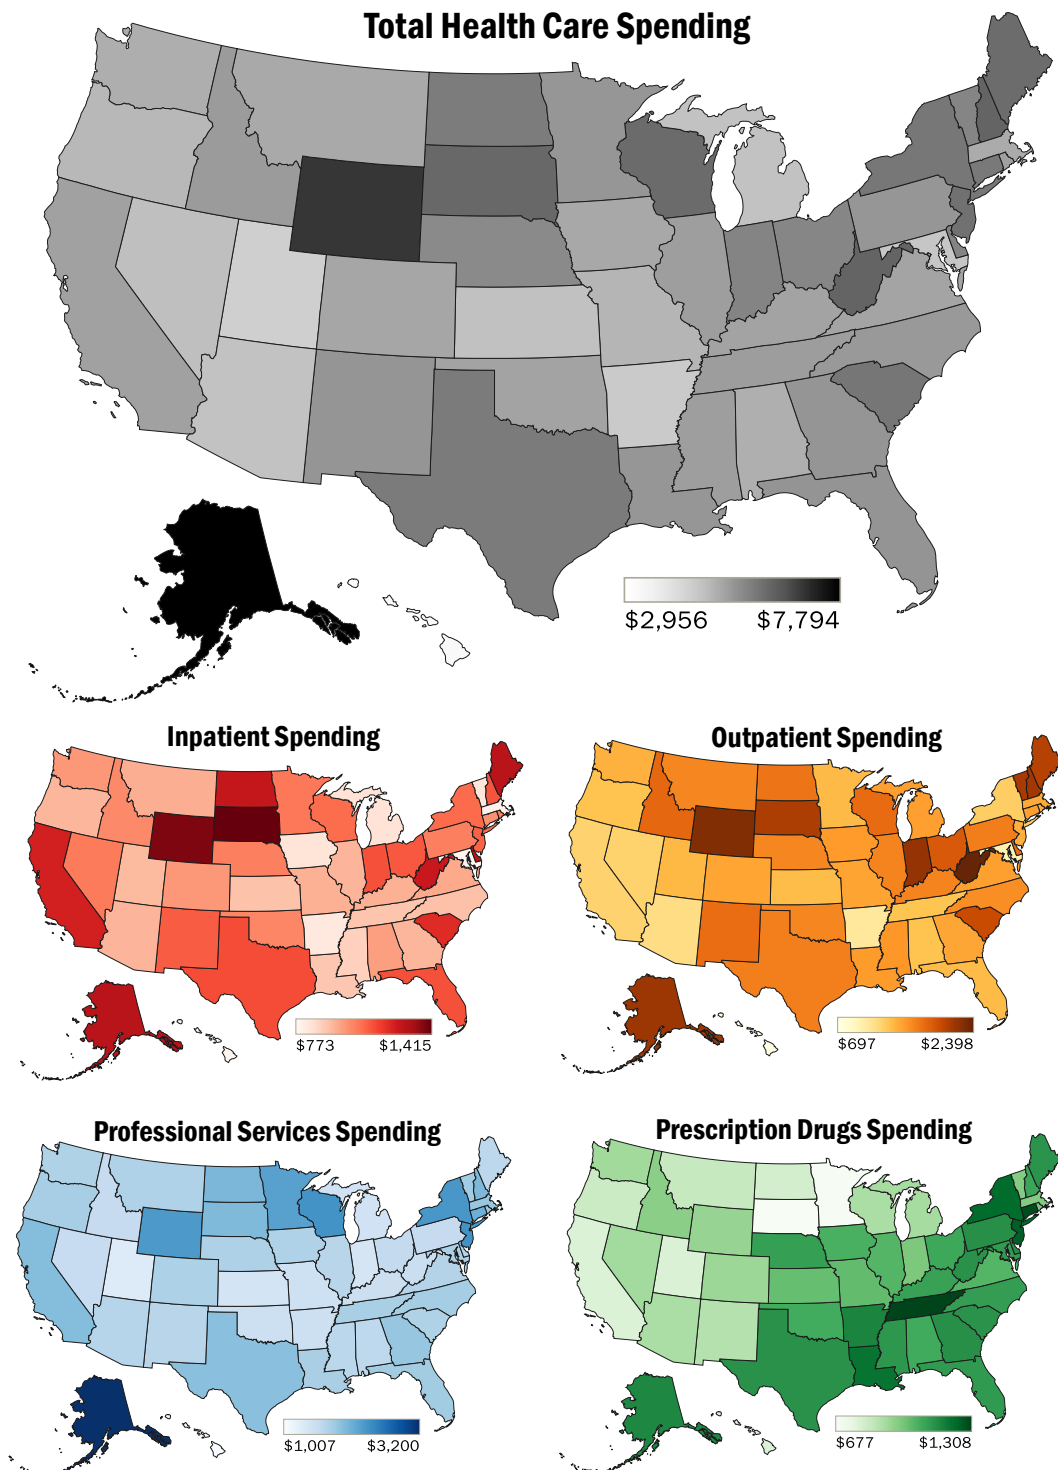 Total Health Care Spending
$2,956 $7,794
Inpatient Spending
$773 $1,415
Outpatient Spending
$697 $2,398
Professional Services Spending
$1,007 $3,200
Prescription Drugs Spending
$677 $1,308